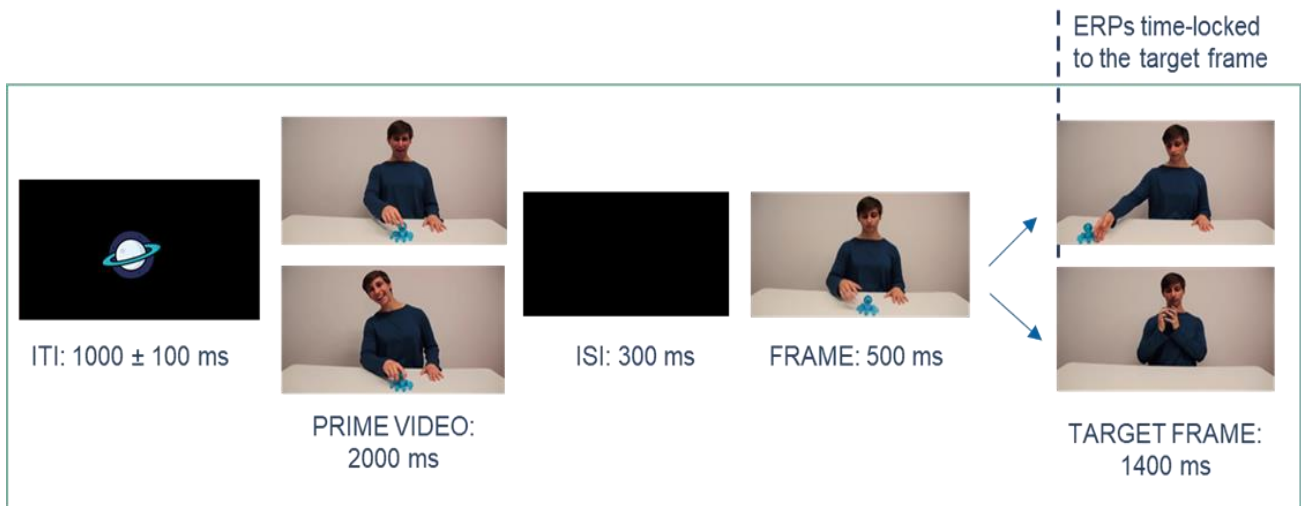 ERPs time-locked
to the target frame
ITI: 1000 ± 100 ms
PRIME VIDEO:
2000 ms
ISI: 300 ms
FRAME: 500 ms
TARGET FRAME:
1400 ms